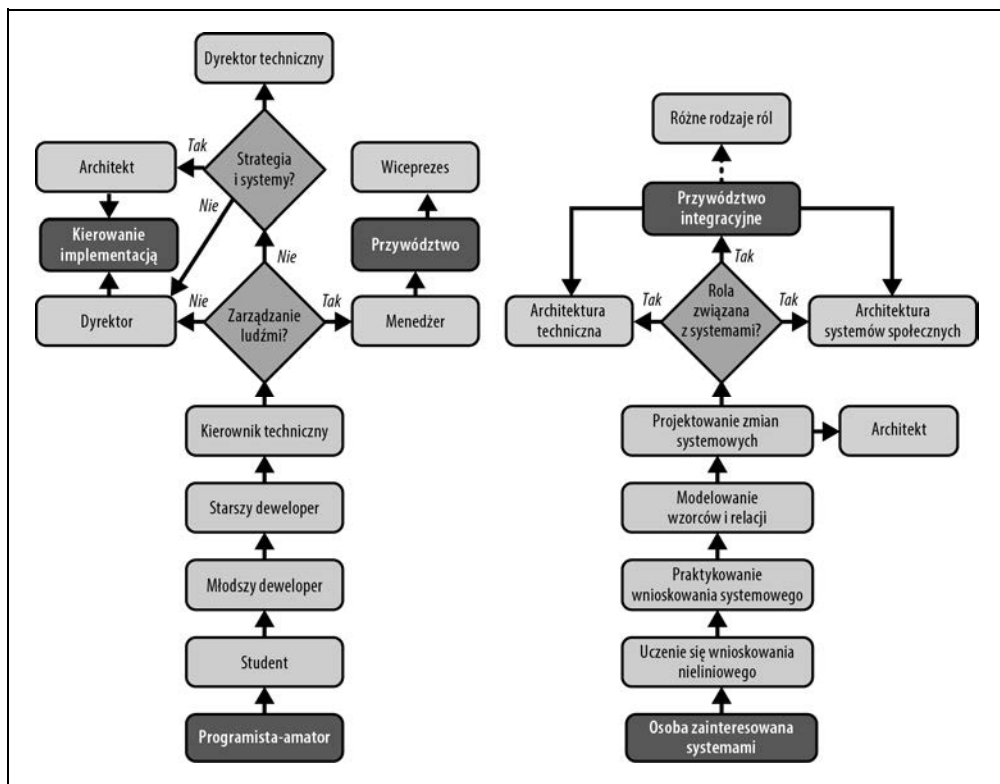 Dyrektor techniczny
Strategia
i systemy?
Tak
Nie
Nie
Architekt
Kierowanie
implementacją
Dyrektor
Nie
Zarządzanie
ludźmi?
Tak
Wiceprezes
Przywództwo
Menedżer
Kierownik techniczny
Starszy deweloper
Młodszy deweloper
Student
Programista-amator
Różne rodzaje ról
Przywództwo
integracyjne
Tak
Architektura
techniczna
Tak
Rola
związana
z systemami?
Tak
Architektura
systemów społecznych
Projektowanie zmian
systemowych
Architekt
Modelowanie
wzorców i relacji
Praktykowanie
wnioskowania systemowego
Uczenie się wnioskowania
nieliniowego
Osoba zainteresowana
systemami